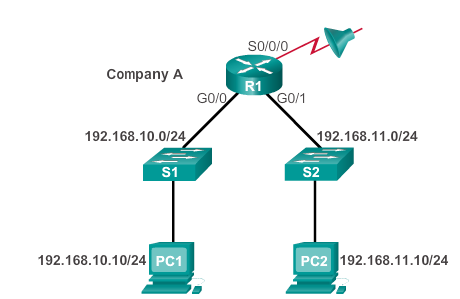 S0/0/0
Company A
R1
G0/0
G0/1
192.168.10.0/24
192.168.11.0/24
S1
S2
192.168.10.10/24
PC1
PC2
192.168.11.10/24